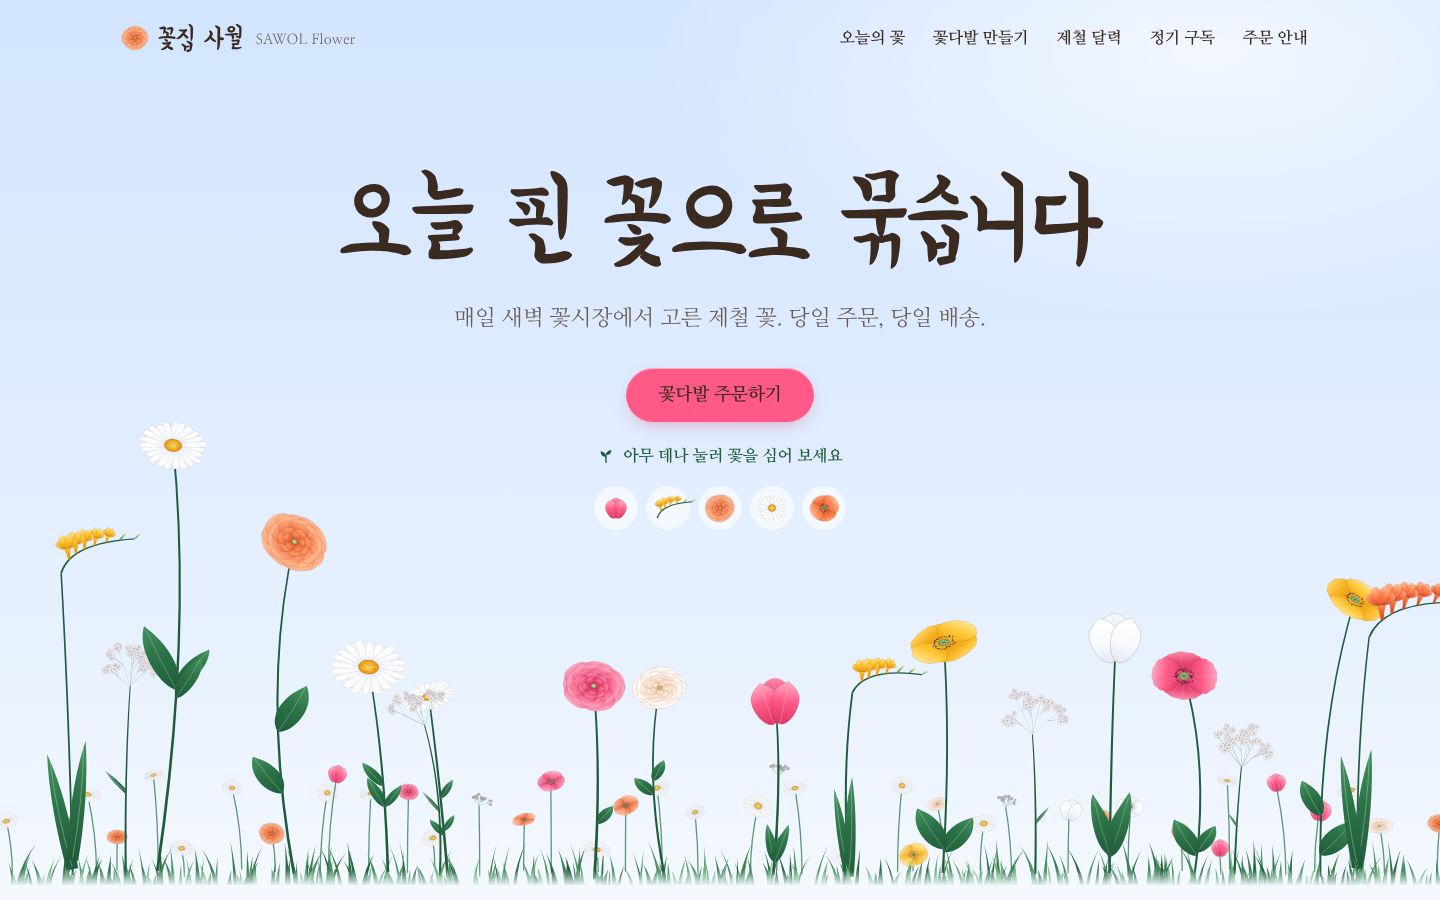 꽃집 사월 SAWOL Flower
오늘의 꽃 꽃다발 만들기 제철 달력 정기 구독 주문 안내
오늘 핀 꽃으로 묶습니다
매일 새벽 꽃시장에서 고른 제철 꽃. 당일 주문, 당일 배송.
꽃다발 주문하기
아무 데나 눌러 꽃을 심어 보세요